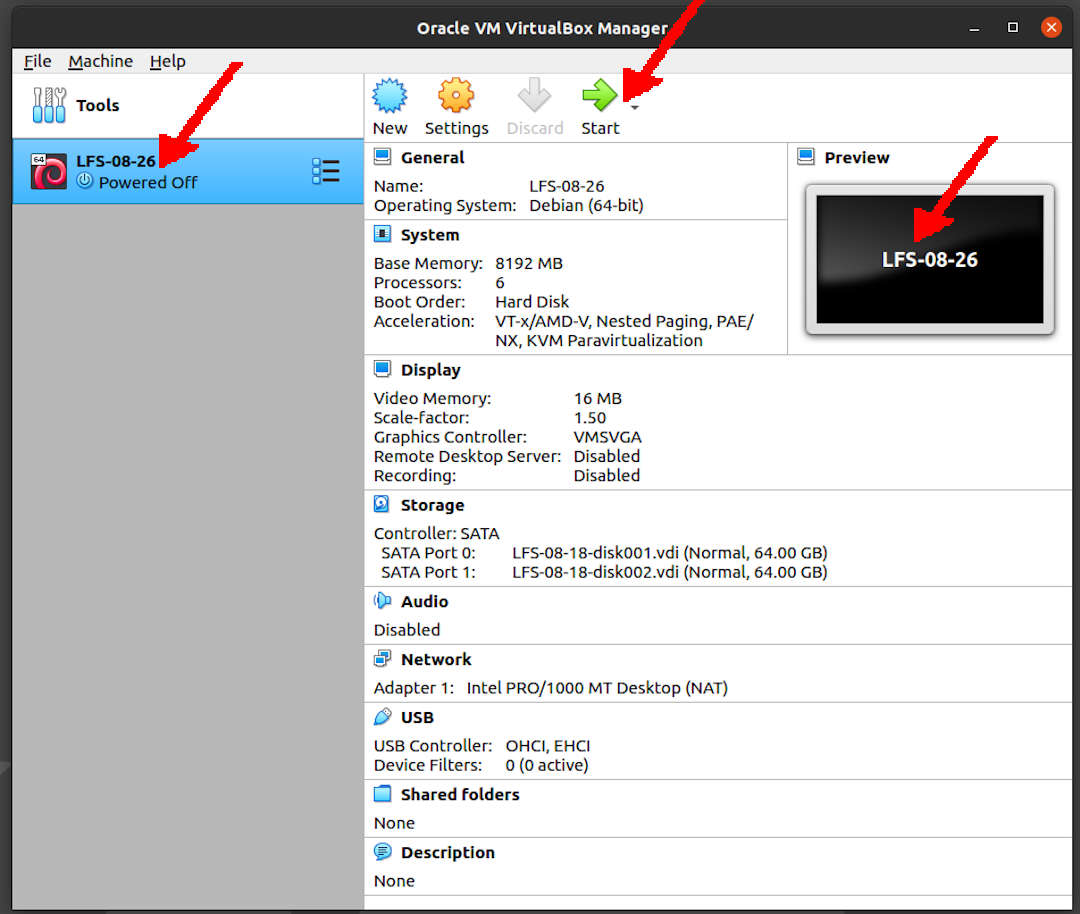 Oracle VM VirtualBox Manager
File Machine Help
Tools
New Settings Discard Start
64
LFS-08-26
Powered Off
General
Name: LFS-08-26
Operating System: Debian (64-bit)
Preview
LFS-08-26
System
Base Memory: 8192 MB
Processors: 6
Boot Order: Hard Disk
Acceleration: VT-x/AMD-V, Nested Paging, PAE/
NX, KVM Paravirtualization
Display
Video Memory: 16 MB
Scale-factor: 1.50
Graphics Controller: VMSVGA
Remote Desktop Server: Disabled
Recording: Disabled
Storage
Controller: SATA
SATA Port 0: LFS-08-18-disk001.vdi (Normal, 64.00 GB)
SATA Port 1: LFS-08-18-disk002.vdi (Normal, 64.00 GB)
Audio
Disabled
Network
Adapter 1: Intel PRO/1000 MT Desktop (NAT)
USB
USB Controller: OHCI, EHCI
Device Filters: 0 (0 active)
Shared folders
None
Description
None